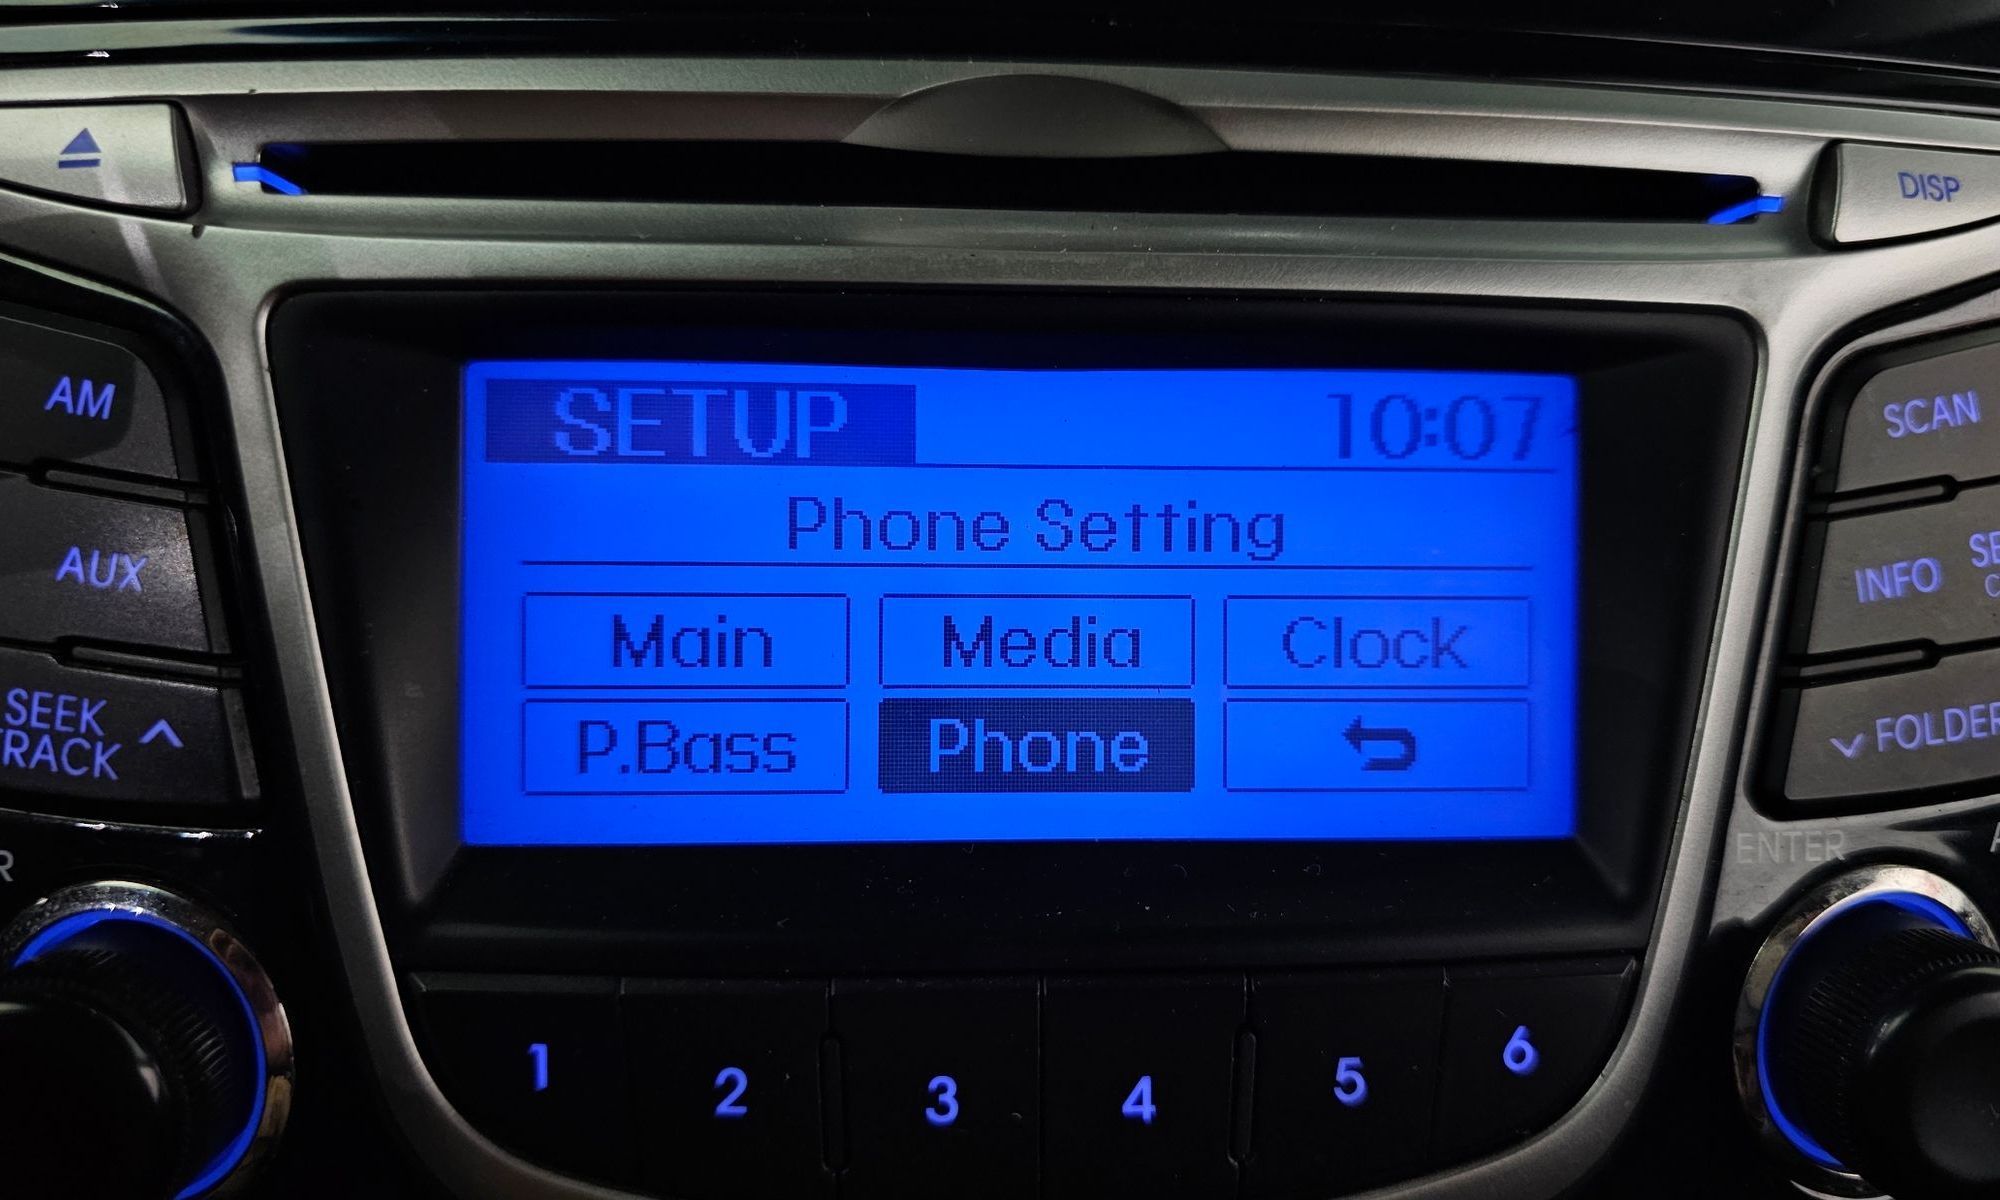 DISP
AM
AUX
SEEK
TRACK
SETUP 10:07
Phone Setting
Main Media Clock
P.Bass Phone
SCAN
INFO
FOLDER
ENTER
1 2 3 4 5 6